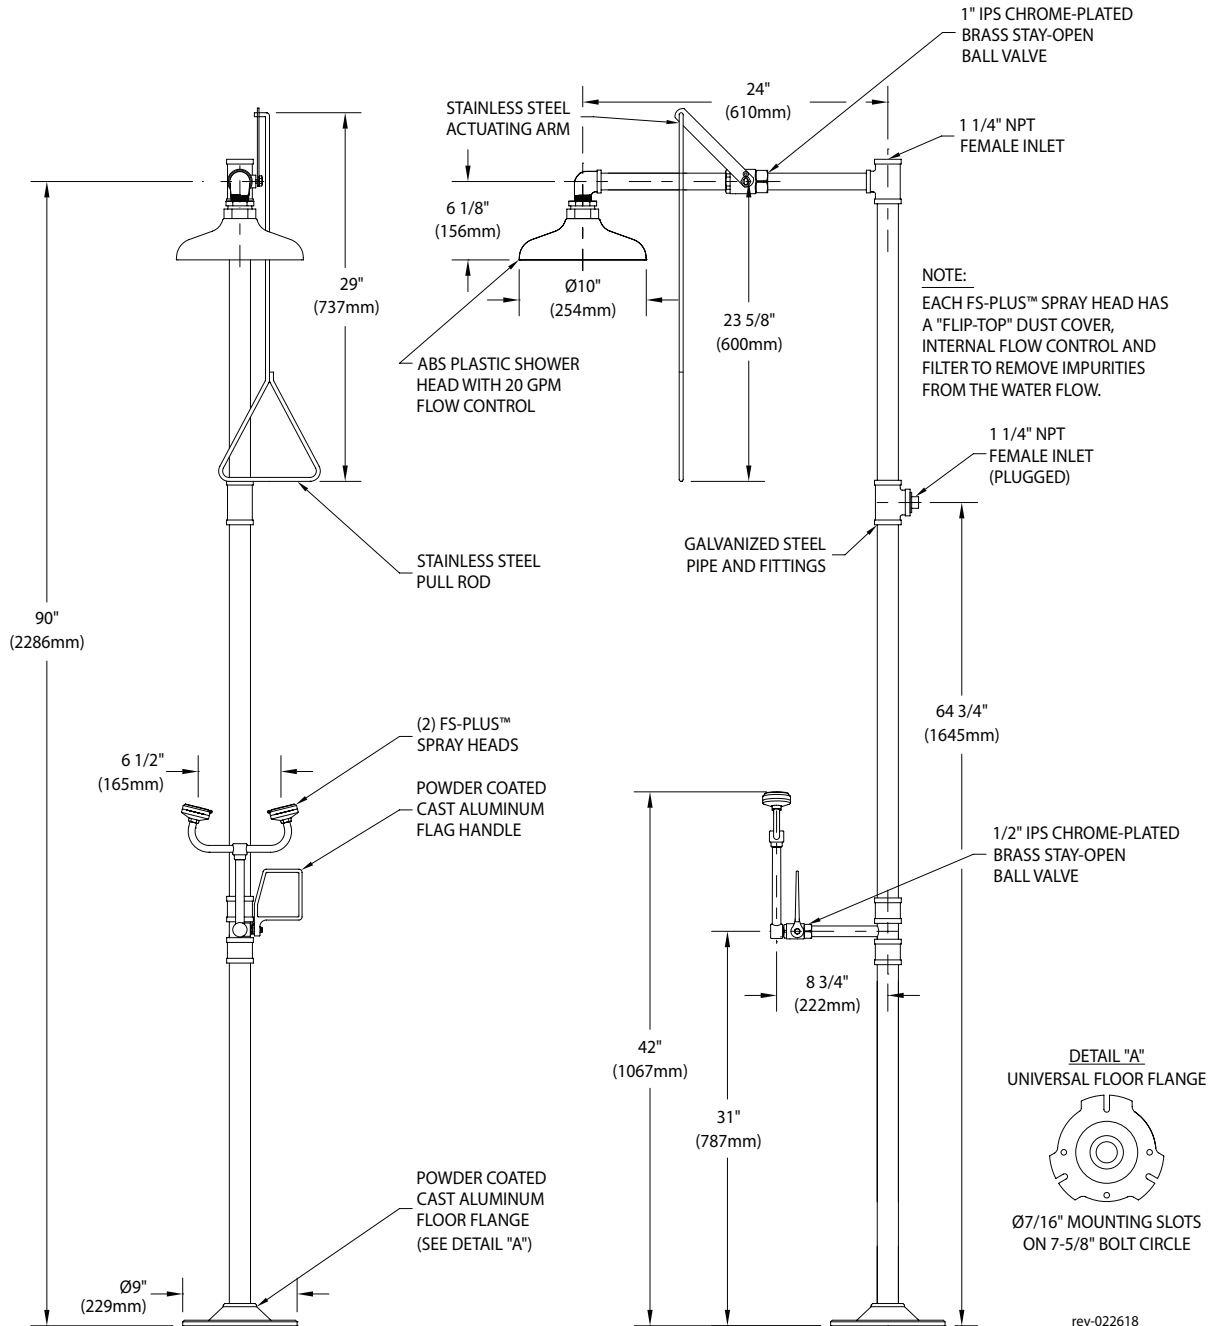 1" IPS CHROME-PLATED
BRASS STAY-OPEN
BALL VALVE
24"
(610mm)
STAINLESS STEEL
ACTUATING ARM
1 1/4" NPT
FEMALE INLET
6 1/8"
(156mm)
29"
(737mm)
Ø10"
(254mm)
23 5/8"
(600mm)
NOTE:
EACH FS-PLUS™ SPRAY HEAD HAS
A "FLIP-TOP" DUST COVER,
INTERNAL FLOW CONTROL AND
FILTER TO REMOVE IMPURITIES
FROM THE WATER FLOW.
ABS PLASTIC SHOWER
HEAD WITH 20 GPM
FLOW CONTROL
1 1/4" NPT
FEMALE INLET
(PLUGGED)
GALVANIZED STEEL
PIPE AND FITTINGS
STAINLESS STEEL
PULL ROD
90"
(2286mm)
64 3/4"
(1645mm)
(2) FS-PLUS™
SPRAY HEADS
6 1/2"
(165mm)
POWDER COATED
CAST ALUMINUM
FLAG HANDLE
1/2" IPS CHROME-PLATED
BRASS STAY-OPEN
BALL VALVE
8 3/4"
(222mm)
42"
(1067mm)
31"
(787mm)
DETAIL "A"
UNIVERSAL FLOOR FLANGE
POWDER COATED
CAST ALUMINUM
FLOOR FLANGE
(SEE DETAIL "A")
Ø7/16" MOUNTING SLOTS
ON 7-5/8" BOLT CIRCLE
Ø9"
(229mm)
rev-022618